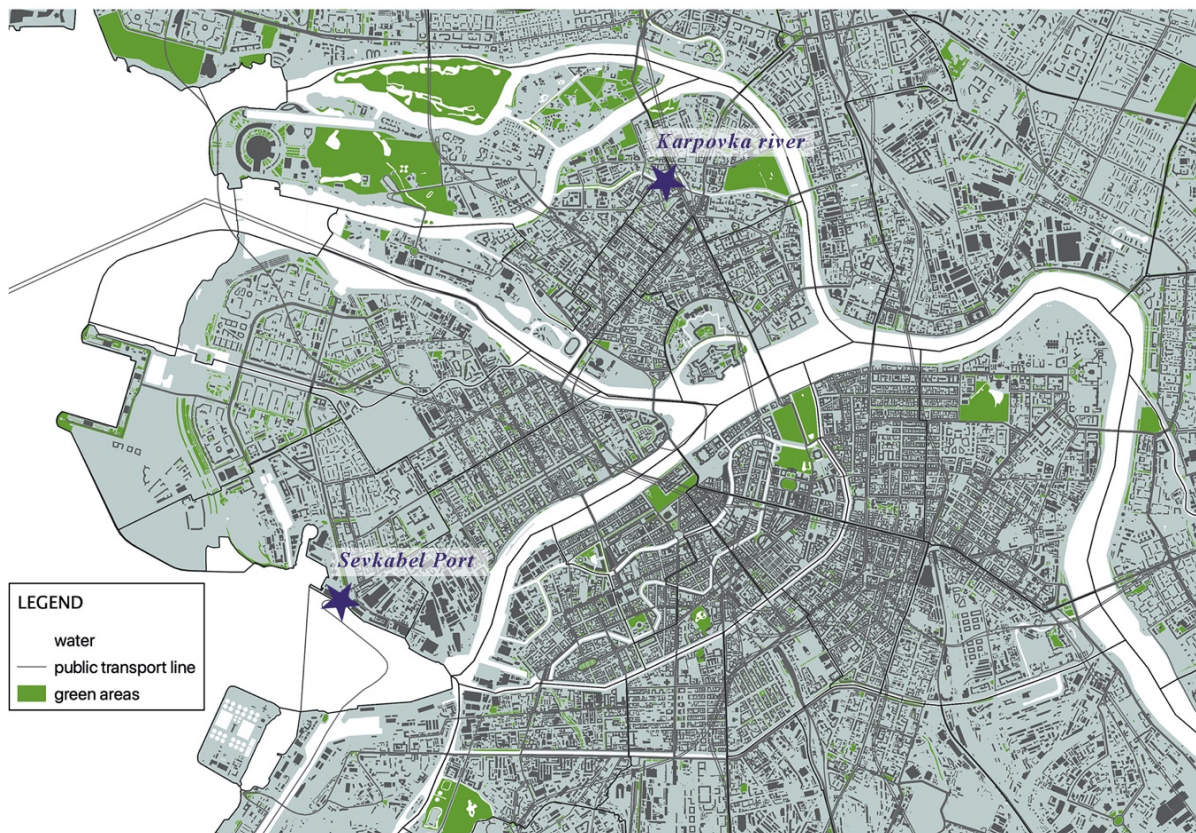 Karpovka river
Sevkabel Port
LEGEND
water
public transport line
green areas